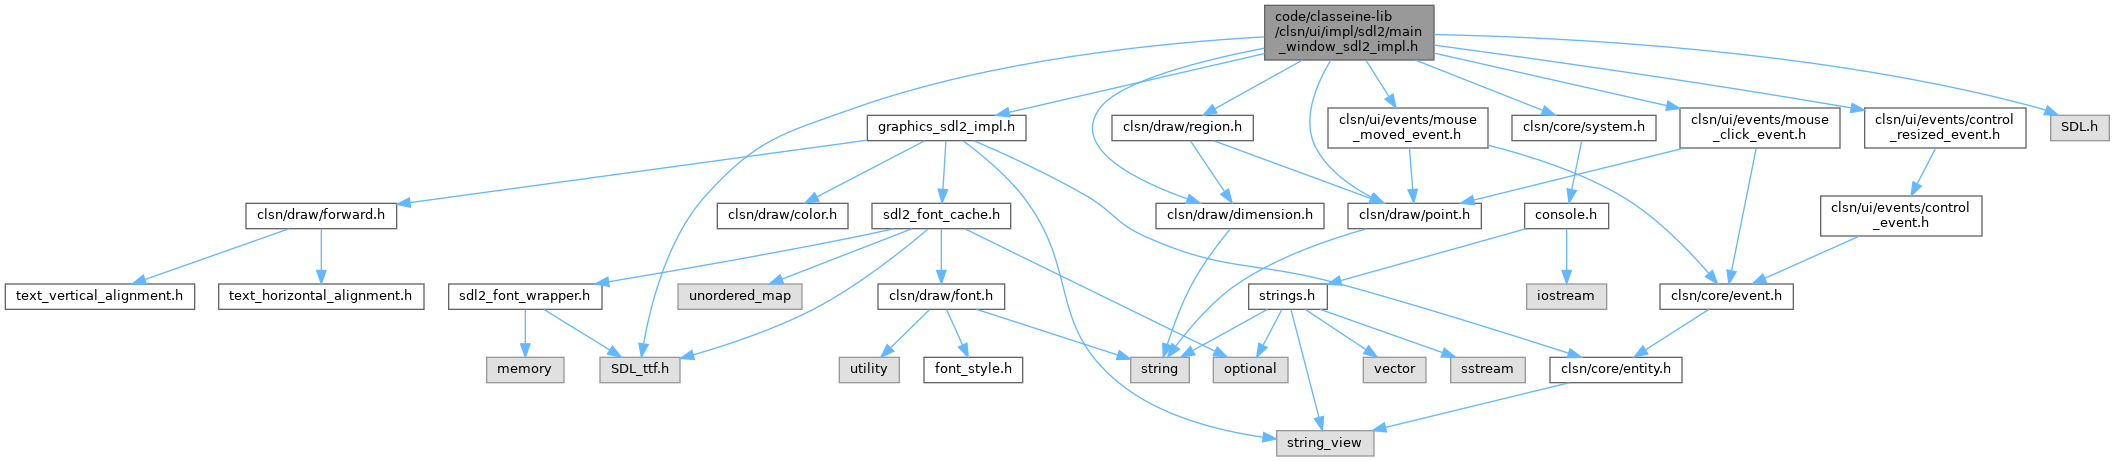 code/classeine-lib
/clsn/ui/impl/sdl2/main
_window_sdl2_impl.h
graphics_sdl2_impl.h
clsn/draw/region.h
clsn/ui/events/mouse
_moved_event.h
clsn/core/system.h
clsn/ui/events/mouse
_click_event.h
clsn/ui/events/control
_resized_event.h
SDL.h
clsn/draw/forward.h
clsn/draw/color.h
sdl2_font_cache.h
clsn/draw/dimension.h
clsn/draw/point.h
console.h
clsn/ui/events/control
_event.h
text_vertical_alignment.h
text_horizontal_alignment.h
sdl2_font_wrapper.h
unordered_map
clsn/draw/font.h
strings.h
iostream
clsn/core/event.h
memory
SDL_ttf.h
utility
font_style.h
string
optional
vector
sstream
clsn/core/entity.h
string_view